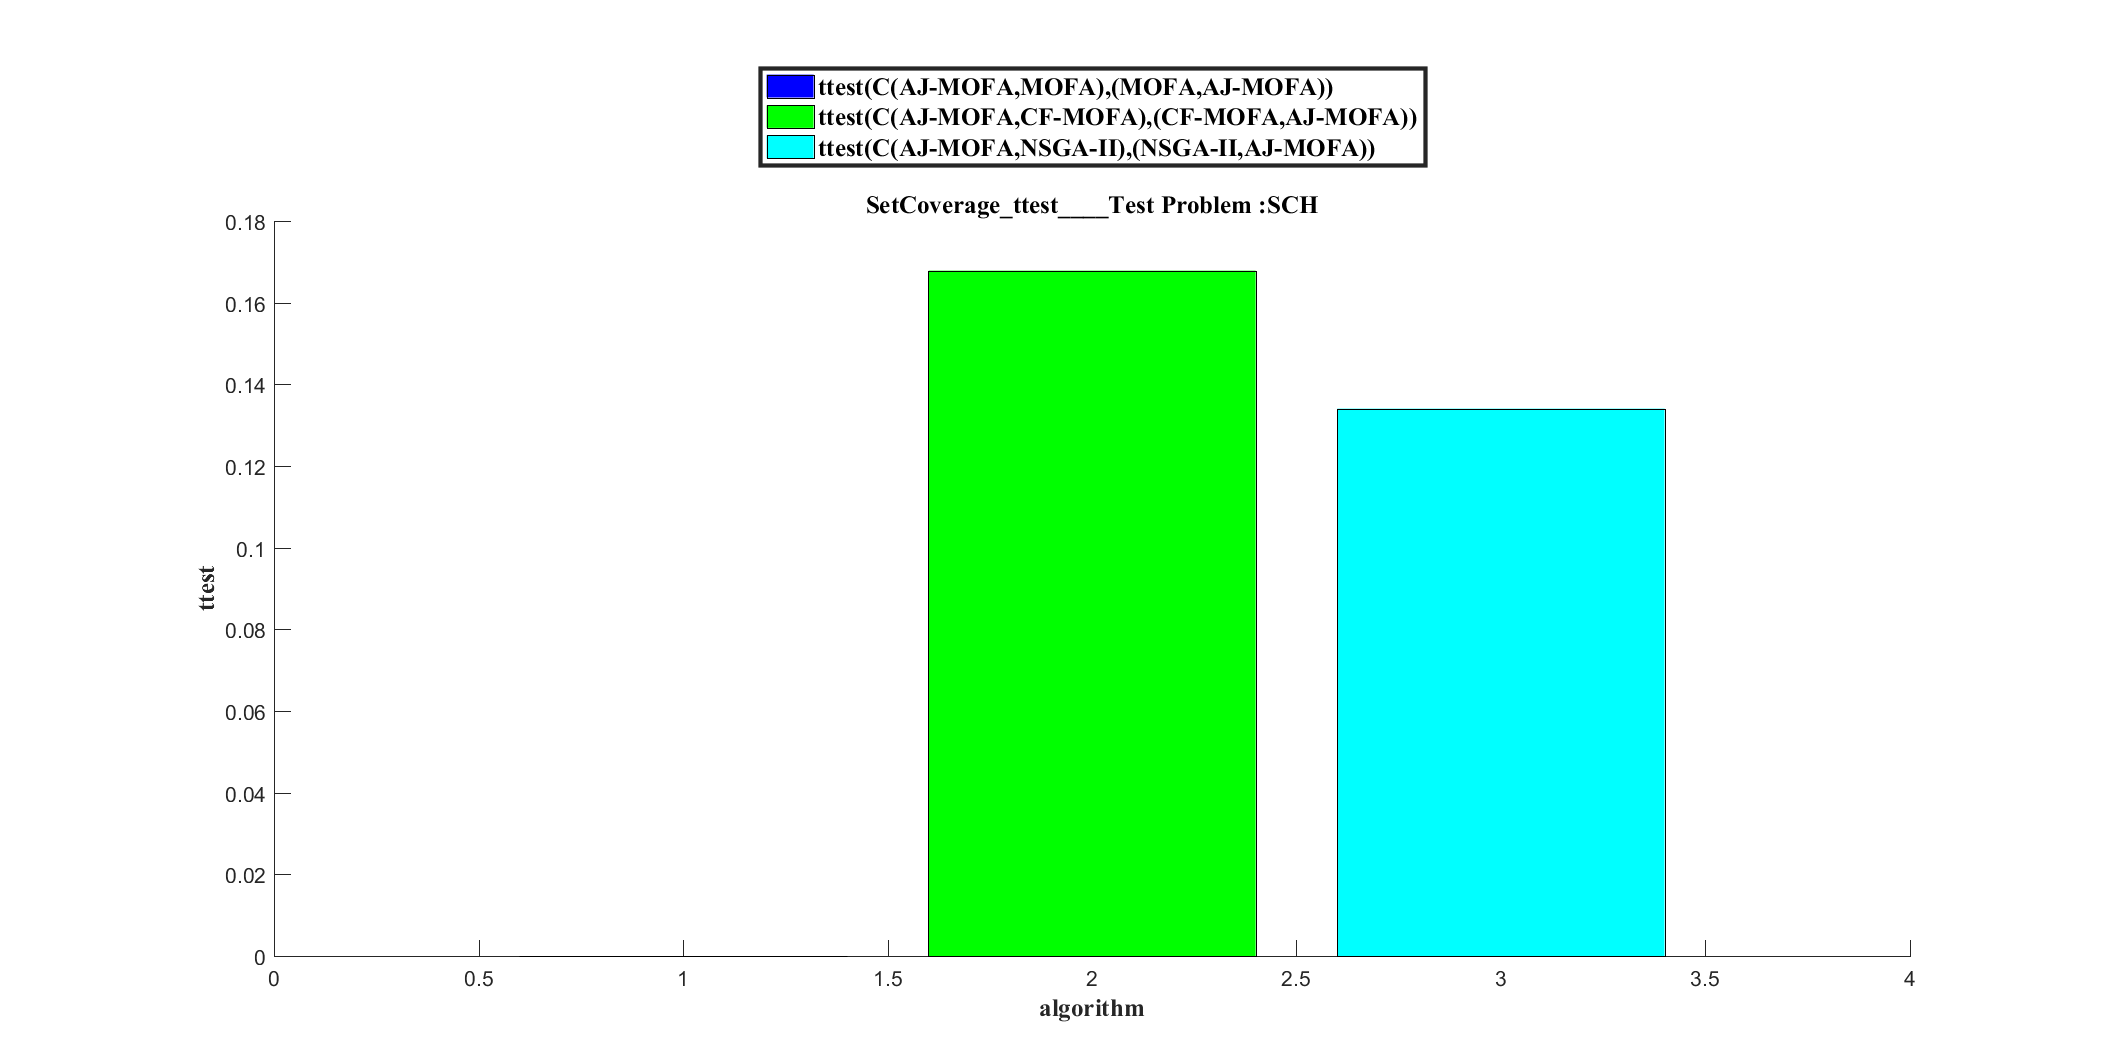 ttest(C(AJ-MOFA,MOFA),(MOFA,AJ-MOFA))
ttest(C(AJ-MOFA,CF-MOFA),(CF-MOFA,AJ-MOFA))
ttest(C(AJ-MOFA,NSGA-II),(NSGA-II,AJ-MOFA))
SetCoverage_ttest____Test Problem :SCH
0.18
0.16
0.14
0.12
0.1
0.08
0.06
0.04
0.02
0
ttest
0 0.5 1 1.5 2 2.5 3 3.5 4
algorithm